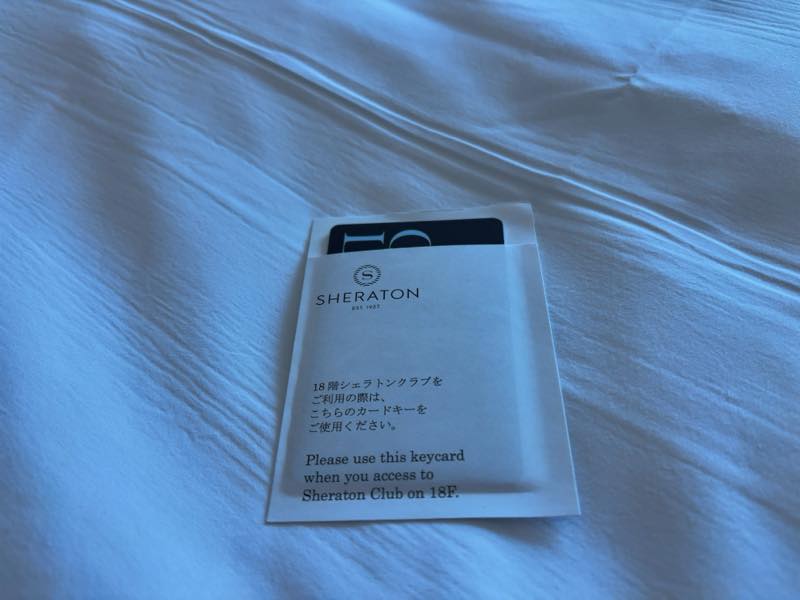 S
SHERATON
EST. 1937
18 階シェラトンクラブを
ご利用の際は、
こちらのカードキーを
ご使用ください。
Please use this keycard
when you access to
Sheraton Club on 18F.